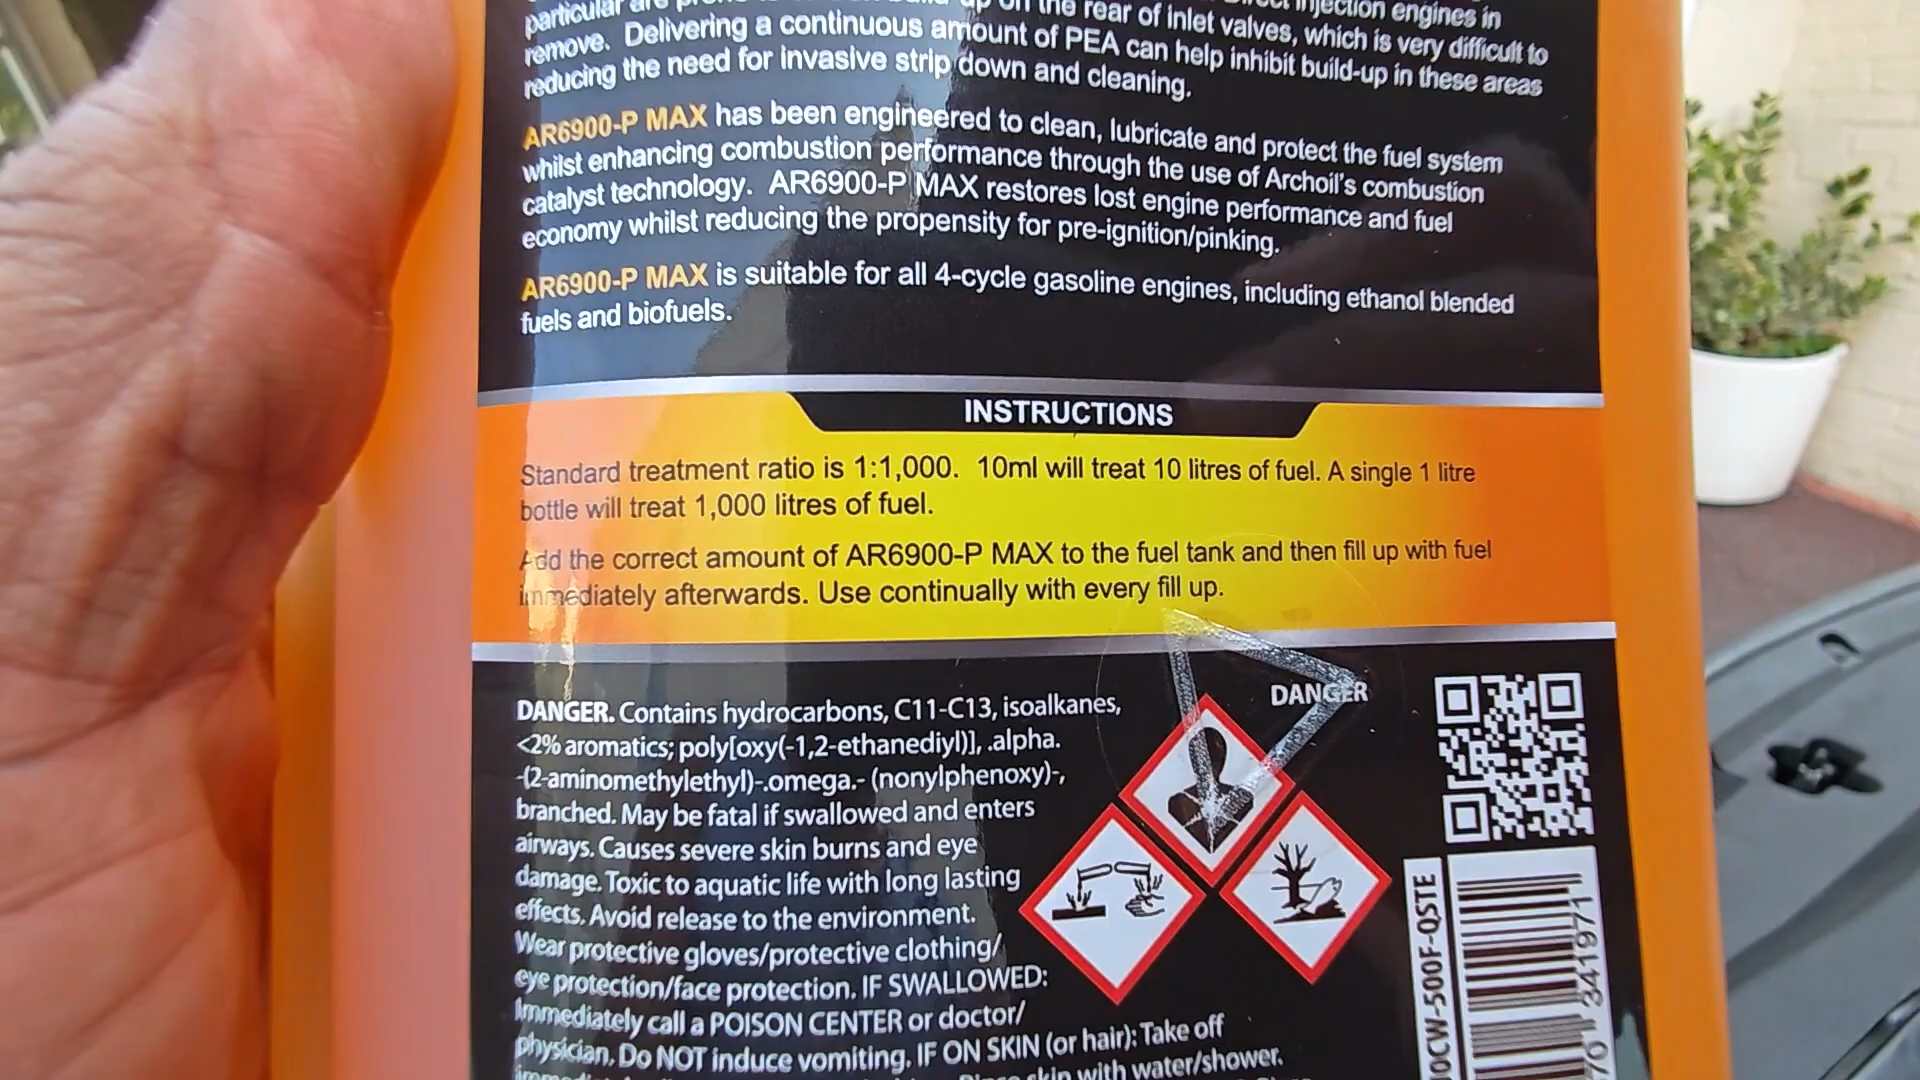 particular are prone to up on the rear of inlet valves, which is very difficult to
injection engines in
remove. Delivering a continuous amount of PEA can help inhibit build-up in these areas
reducing the need for invasive strip down and cleaning.
AR6900-P MAX has been engineered to clean, lubricate and protect the fuel system
whilst enhancing combustion performance through the use of Archoil's combustion
catalyst technology. AR6900-P MAX restores lost engine performance and fuel
economy whilst reducing the propensity for pre-ignition/pinking.
AR6900-P MAX is suitable for all 4-cycle gasoline engines, including ethanol blended
fuels and biofuels.
INSTRUCTIONS
Standard treatment ratio is 1:1,000. 10ml will treat 10 litres of fuel. A single 1 litre
bottle will treat 1,000 litres of fuel.
Add the correct amount of AR6900-P MAX to the fuel tank and then fill up with fuel
immediately afterwards. Use continually with every fill up.
DANGER. Contains hydrocarbons, C11-C13, isoalkanes,
<2% aromatics; poly[oxy(-1,2-ethanediyl)], .alpha.
-(2-aminomethylethyl)-.omega.- (nonylphenoxy)-,
branched. May be fatal if swallowed and enters
airways. Causes severe skin burns and eye
damage. Toxic to aquatic life with long lasting
effects. Avoid release to the environment.
Wear protective gloves/protective clothing/
eye protection/face protection. IF SWALLOWED:
Immediately call a POISON CENTER or doctor/
physician. Do NOT induce vomiting. IF ON SKIN (or hair): Take off
skin with water/shower.
DANGER
OCW-500F-QSTE
70 1 341971